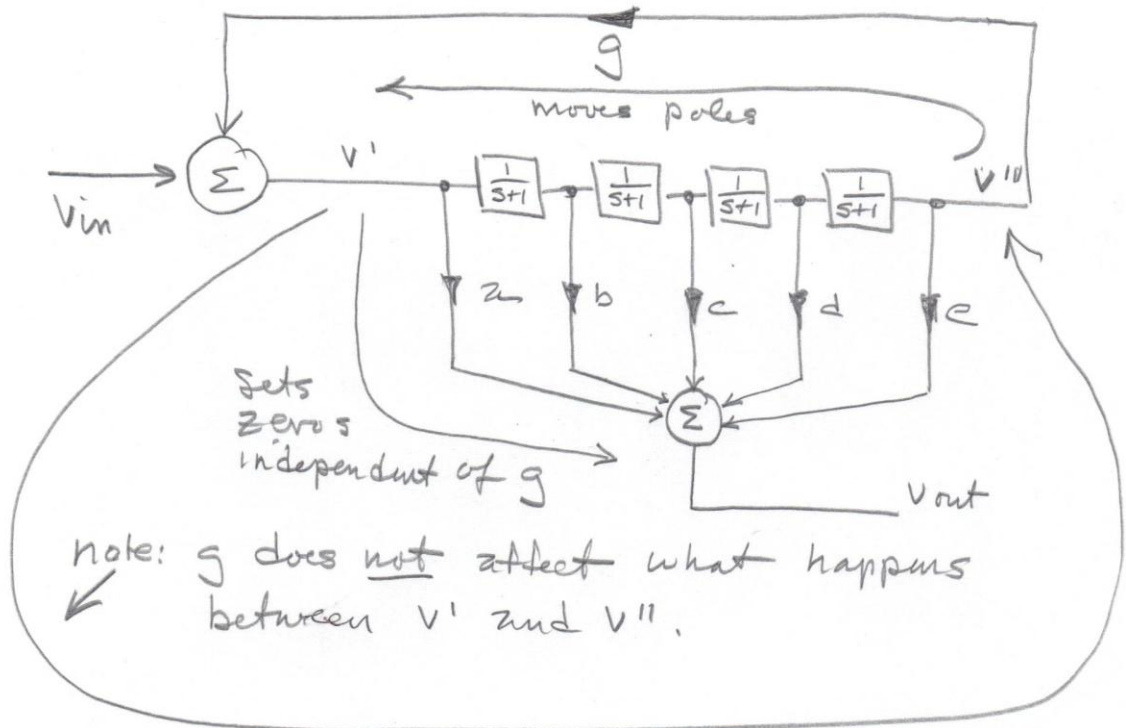 g
moves poles
Σ
Vin
V'
1/s+1
1/s+1
1/s+1
1/s+1
V'''
a
b
c
d
e
Sets
zeros
independent of g
Σ
Vout
note: g does not affect what happens
between V' and V''.